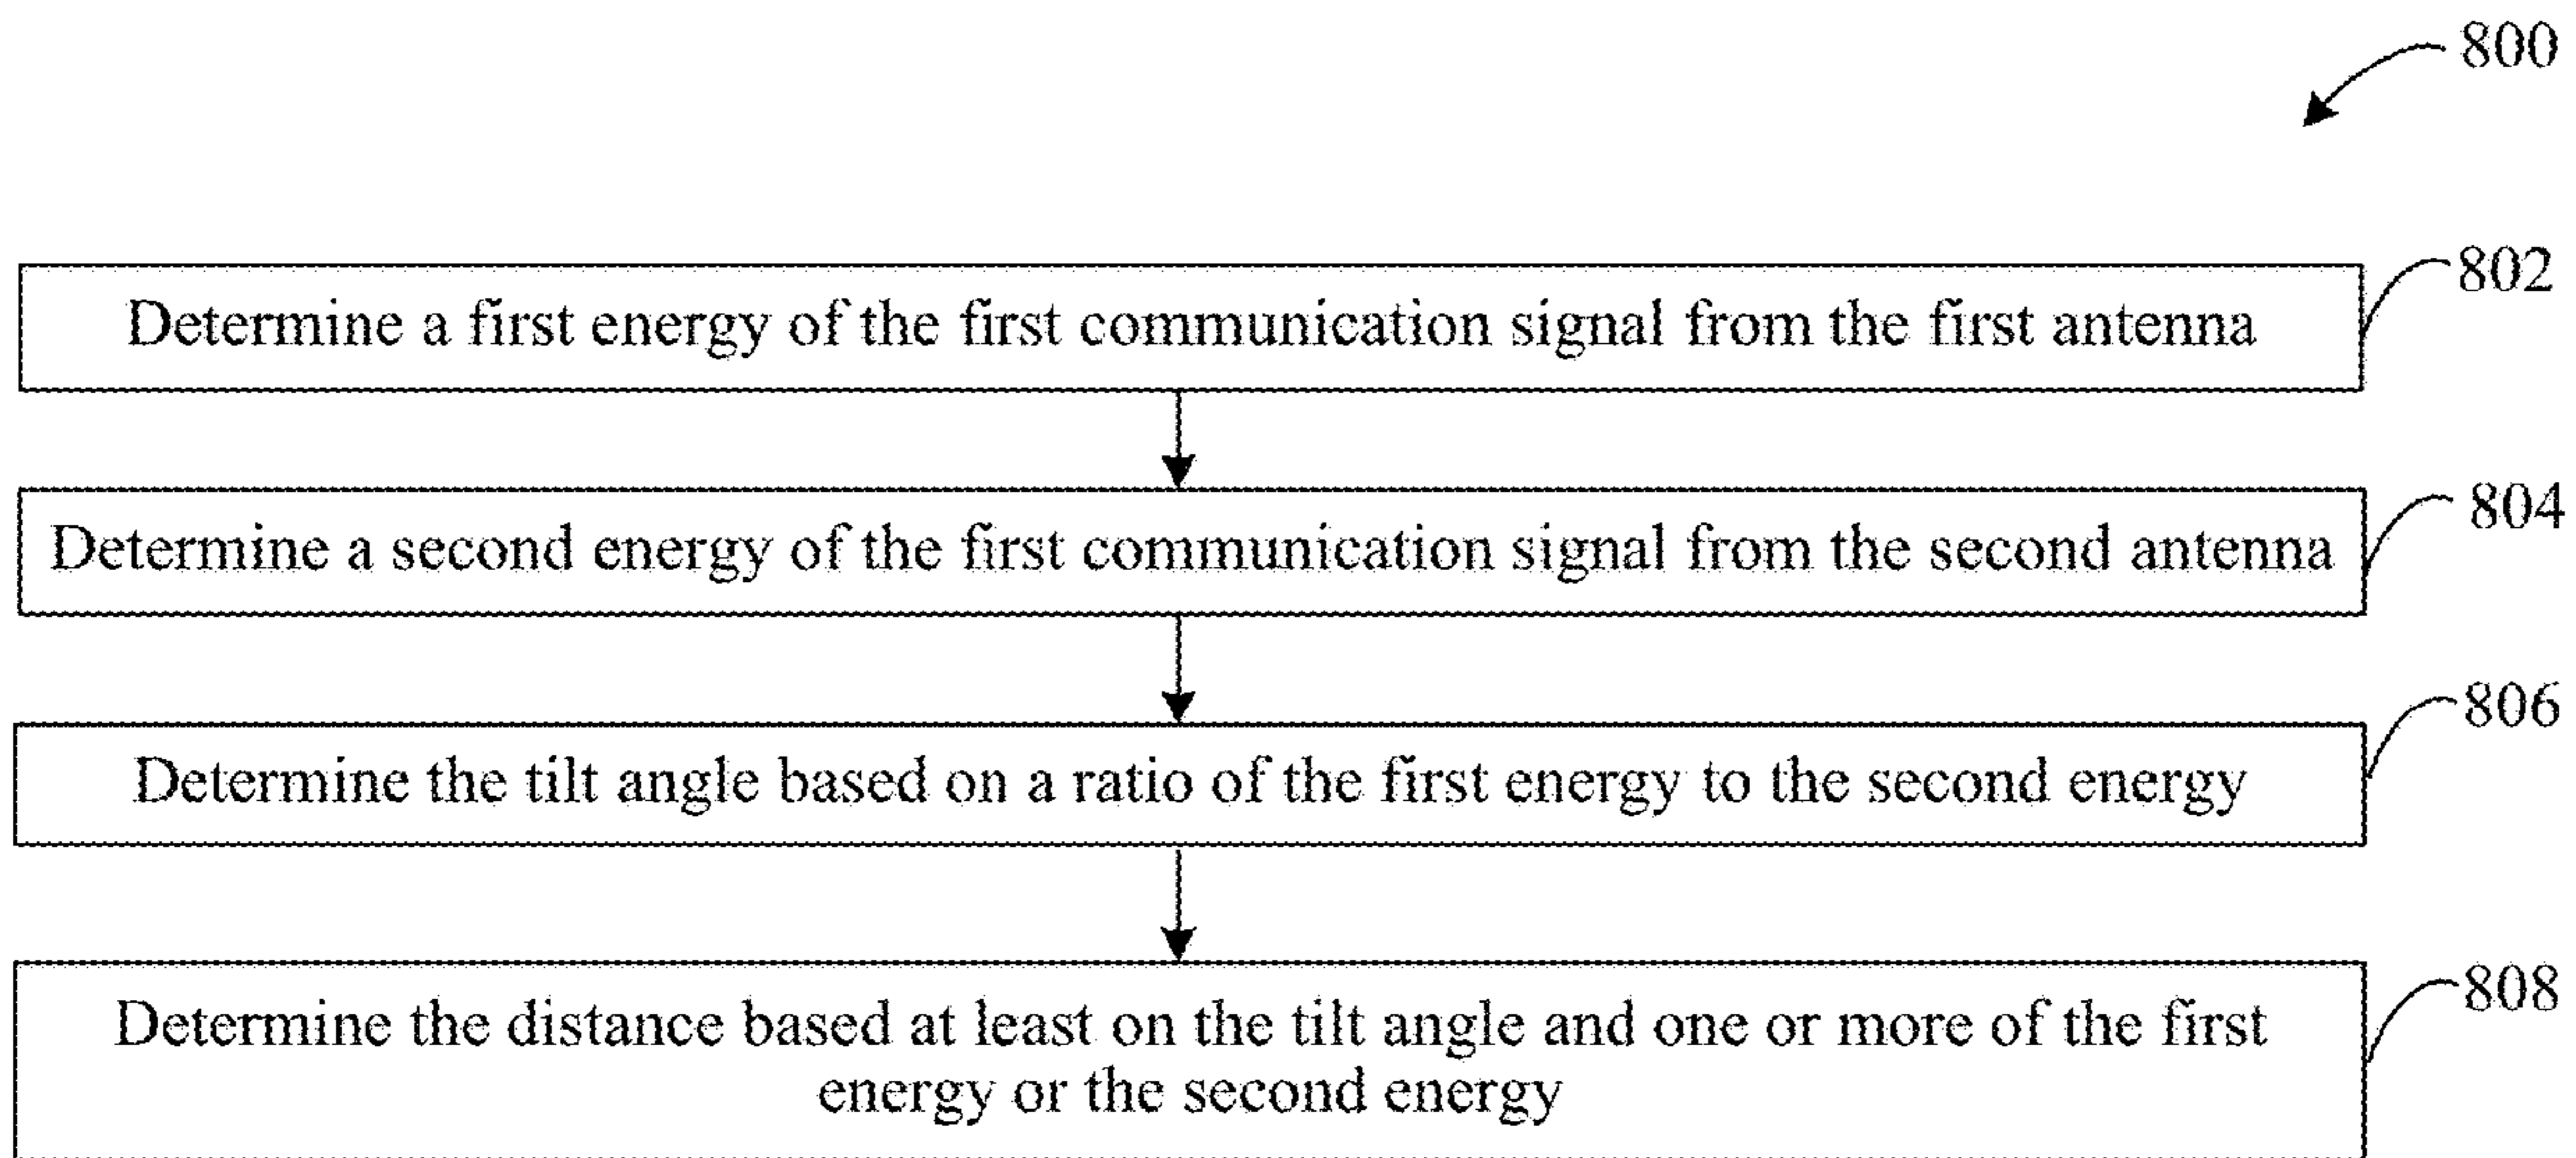 800
802
Determine a first energy of the first communication signal from the first antenna
804
Determine a second energy of the first communication signal from the second antenna
806
Determine the tilt angle based on a ratio of the first energy to the second energy
808
Determine the distance based at least on the tilt angle and one or more of the first
energy or the second energy